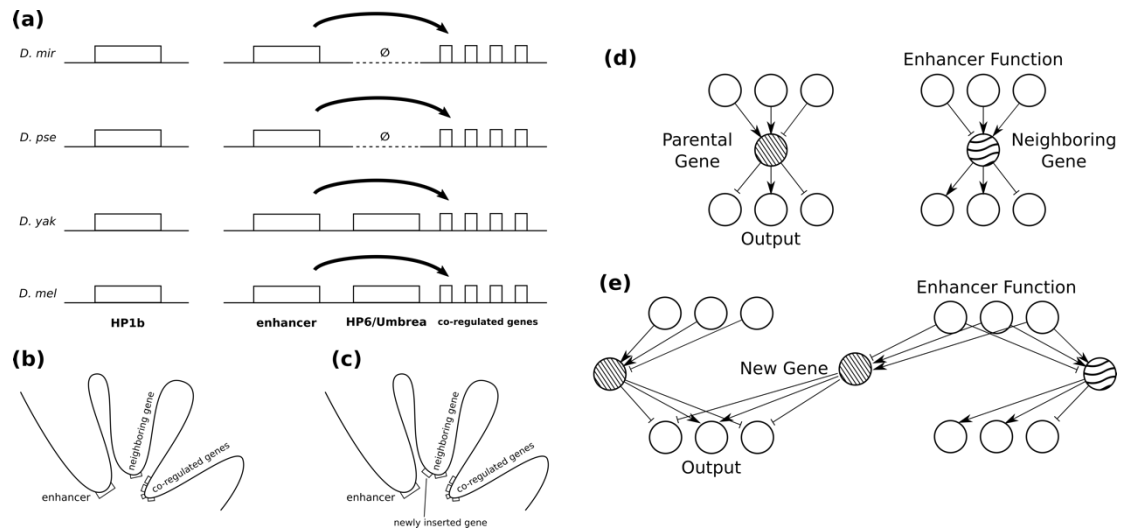 (a)
D. mir
∅
D. pse
∅
D. yak
D. mel
HP1b
enhancer
HP6/Umbrea
co-regulated genes
(b)
enhancer
neighboring gene
co-regulated genes
(c)
enhancer
newly inserted gene
neighboring gene
co-regulated genes
(d)
Enhancer Function
Parental
Gene
Neighboring
Gene
Output
(e)
Enhancer Function
New Gene
Output